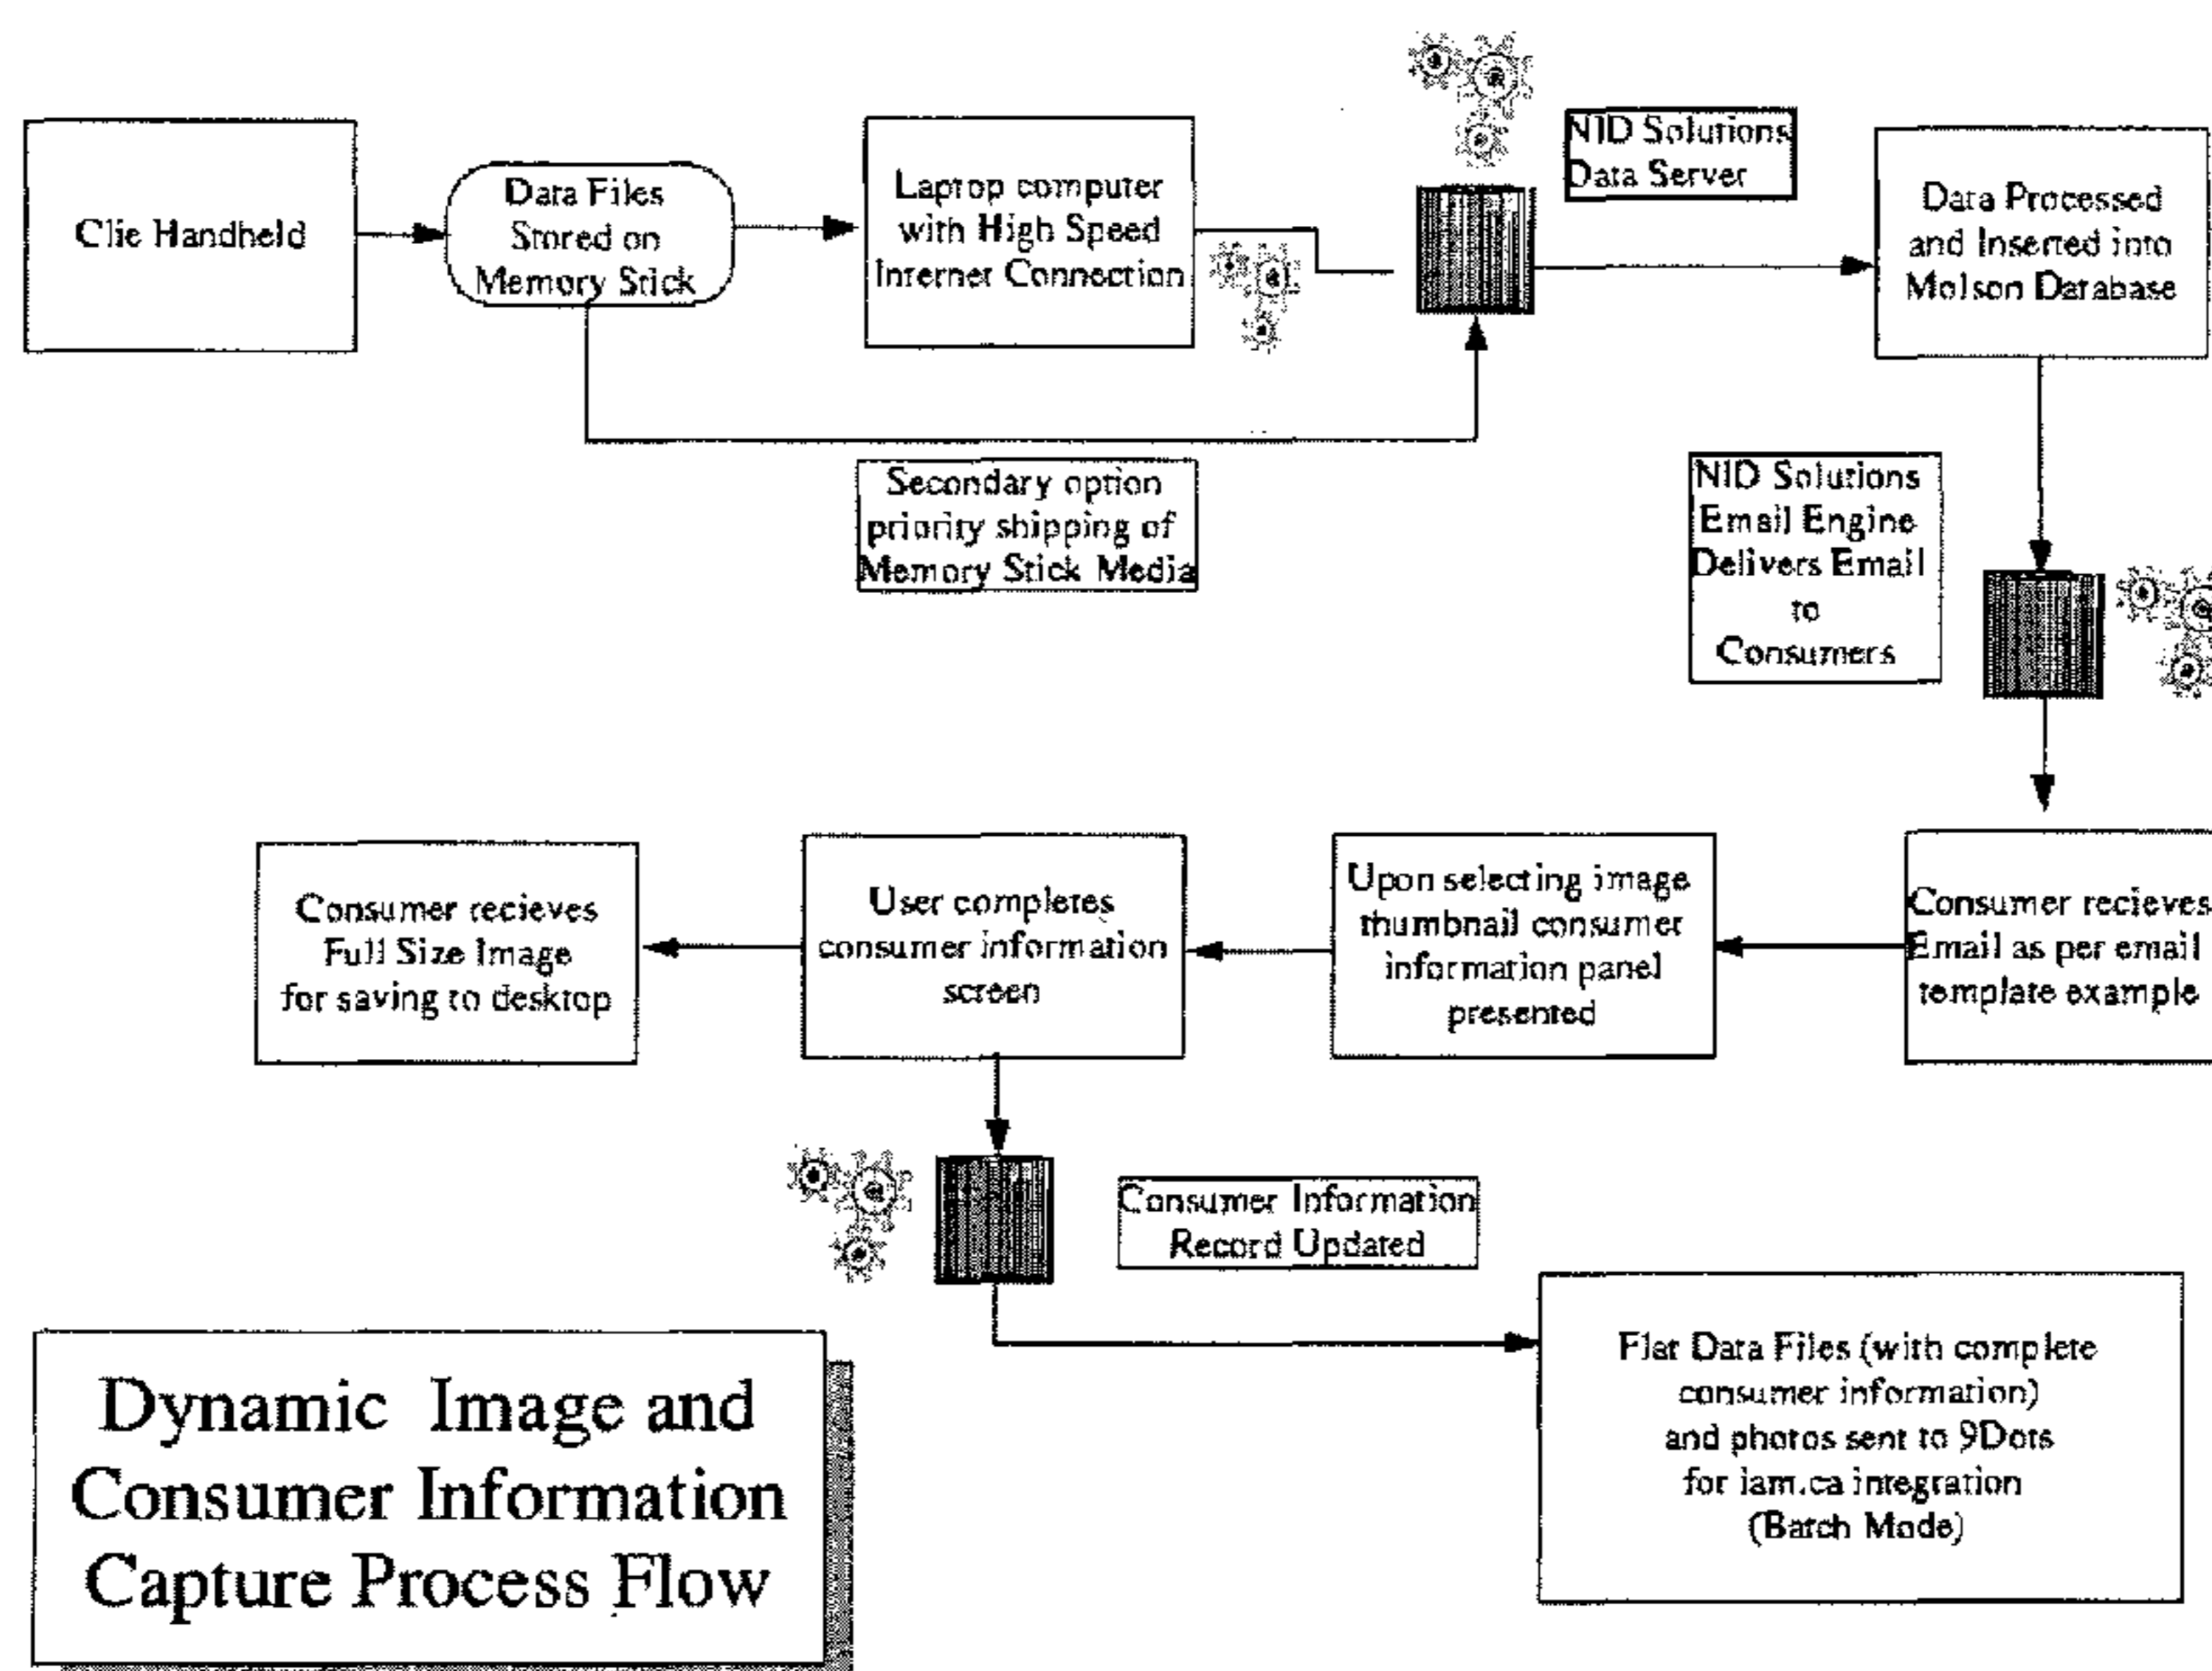 Clie Handheld
Data Files
Stored on
Memory Stick
Laptop computer
with High Speed
Internet Connection
NID Solutions
Data Server
Data Processed
and Inserted into
Molson Database
Secondary option
priority shipping of
Memory Stick Media
NID Solutions
Email Engine
Delivers Email
to
Consumers
Consumer recieves
Email as per email
template example
Upon selecting image
thumbnail consumer
information panel
presented
User completes
consumer information
screen
Consumer recieves
Full Size Image
for saving to desktop
Consumer Information
Record Updated
Flat Data Files (with complete
consumer information)
and photos sent to 9Dots
for iam.ca integration
(Batch Mode)
Dynamic Image and
Consumer Information
Capture Process Flow